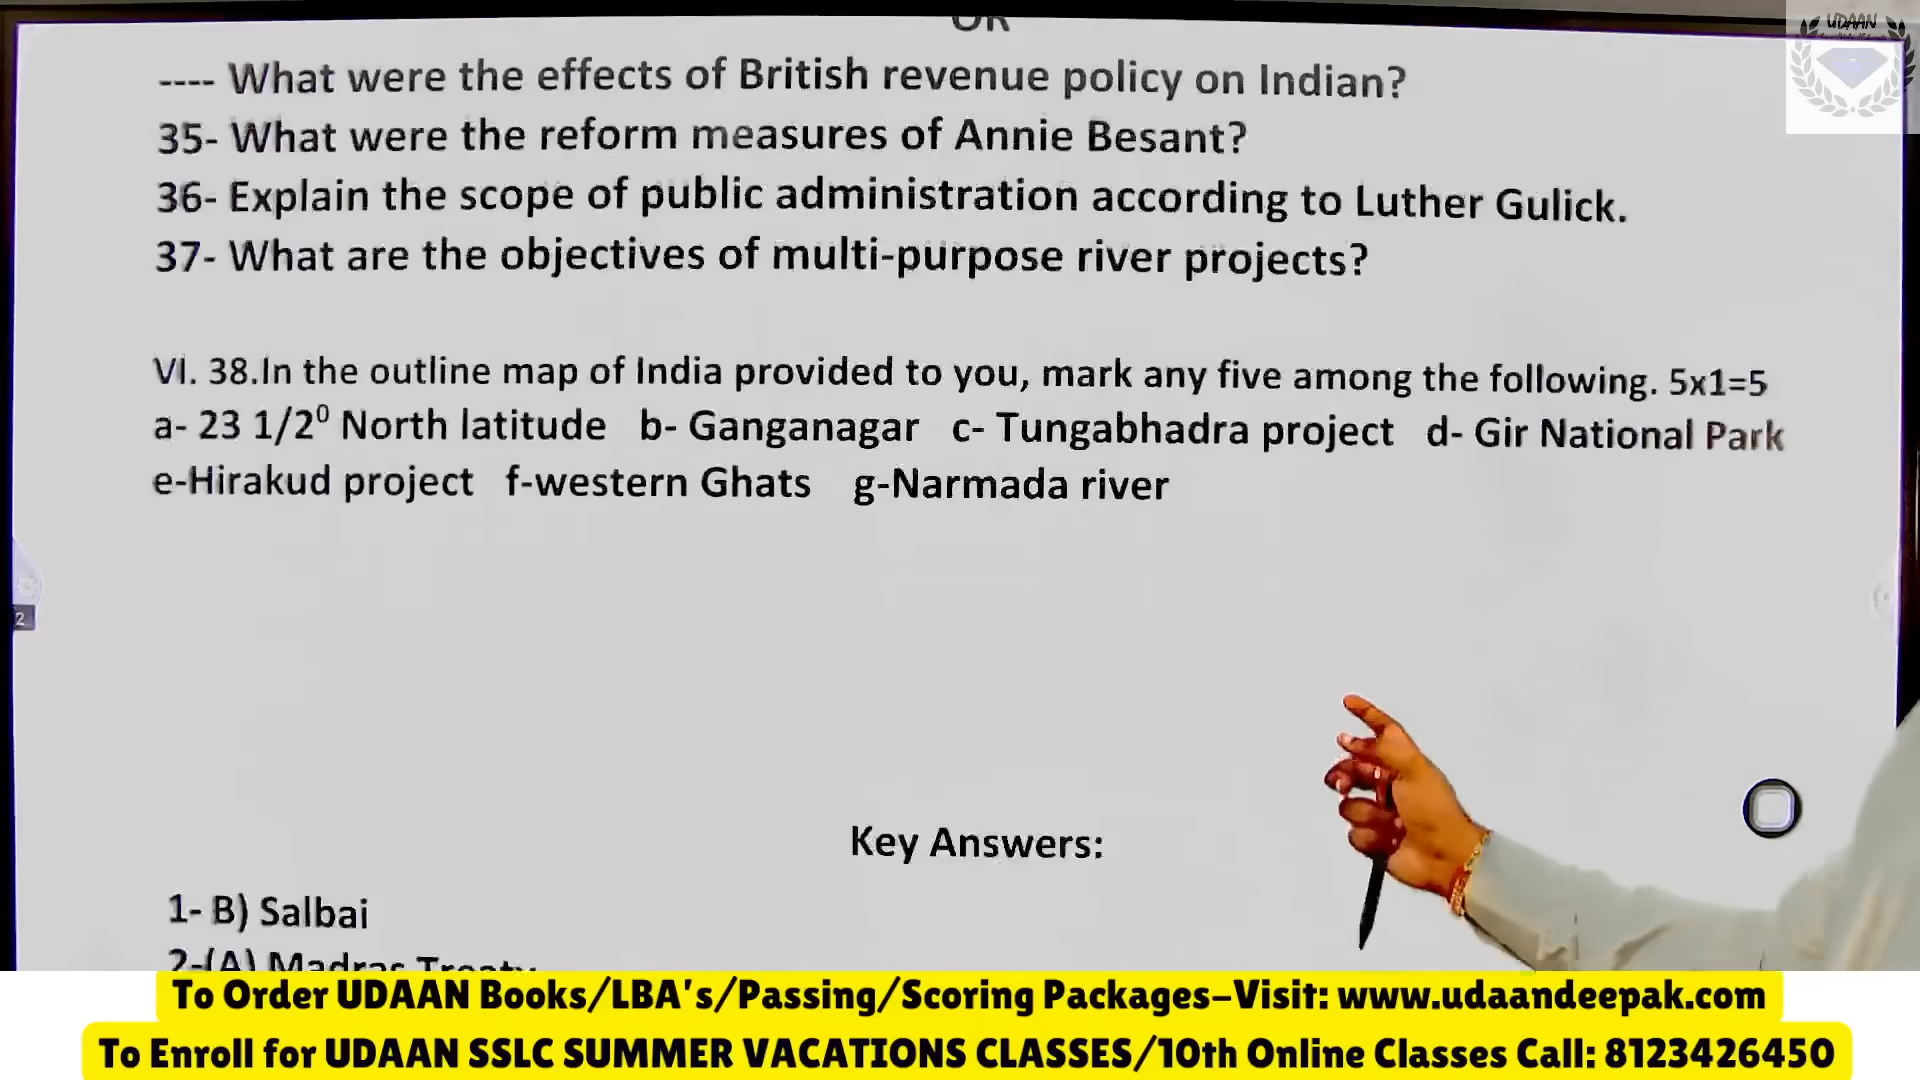 OR
---- What were the effects of British revenue policy on Indian?
35- What were the reform measures of Annie Besant?
36- Explain the scope of public administration according to Luther Gulick.
37- What are the objectives of multi-purpose river projects?
VI. 38.In the outline map of India provided to you, mark any five among the following. 5x1=5
a- 23 1/2⁰ North latitude b- Ganganagar c- Tungabhadra project d- Gir National Park
e-Hirakud project f-western Ghats g-Narmada river
Key Answers:
1- B) Salbai
2-(A) Madras Treaty
UDAAN
2
To Order UDAAN Books/LBA's/Passing/Scoring Packages-Visit: www.udaandeepak.com
To Enroll for UDAAN SSLC SUMMER VACATIONS CLASSES/10th Online Classes Call: 8123426450